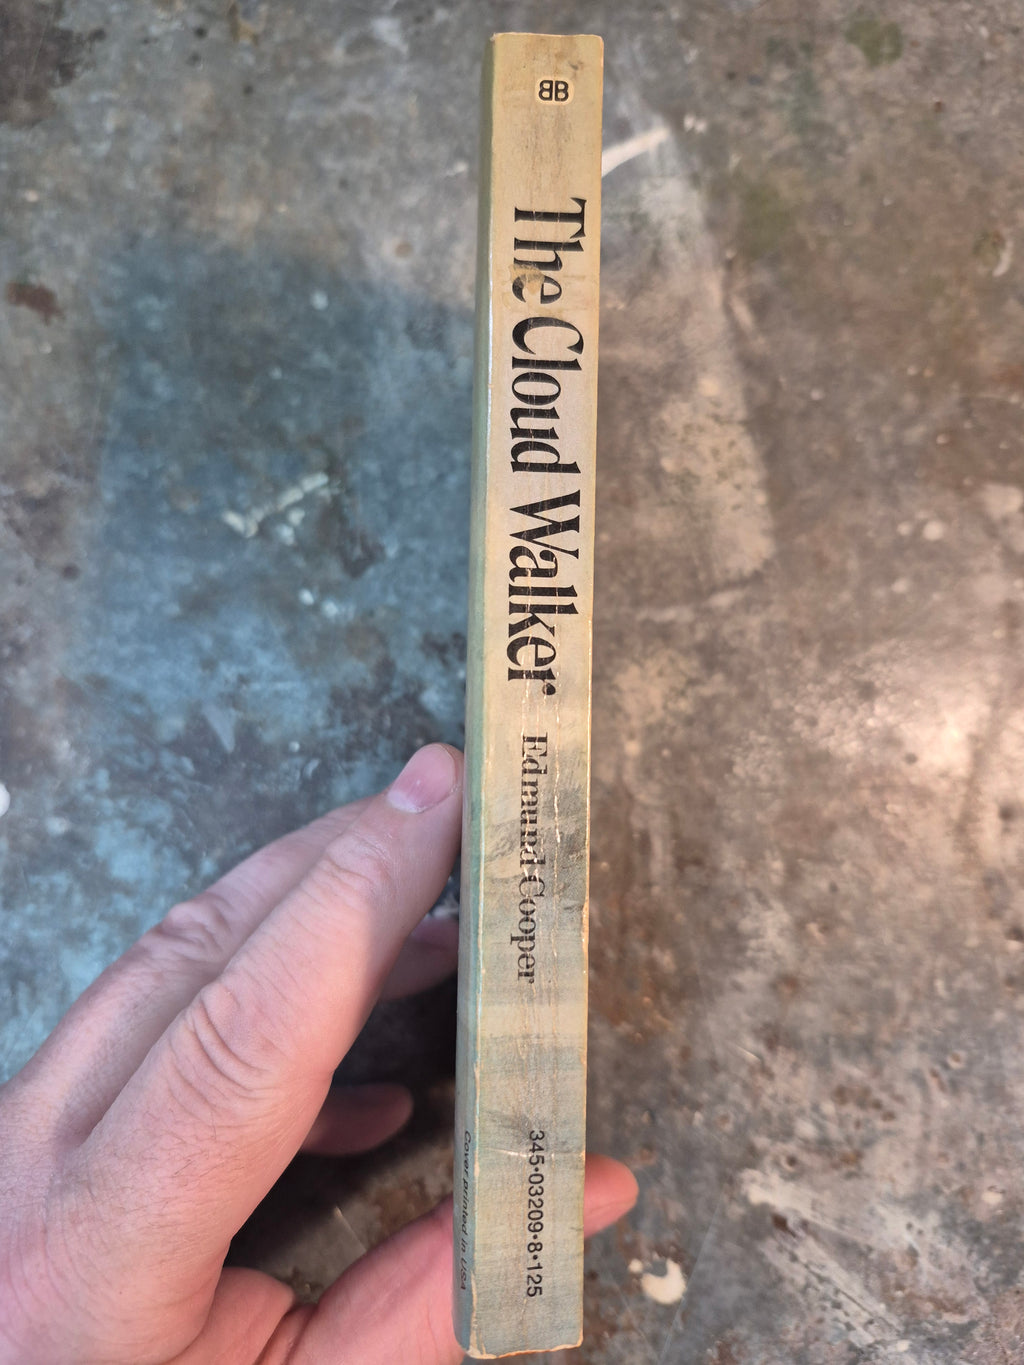 BB
The Cloud Walker
Edmund Cooper
345•03209•8•125
Cover printed in USA